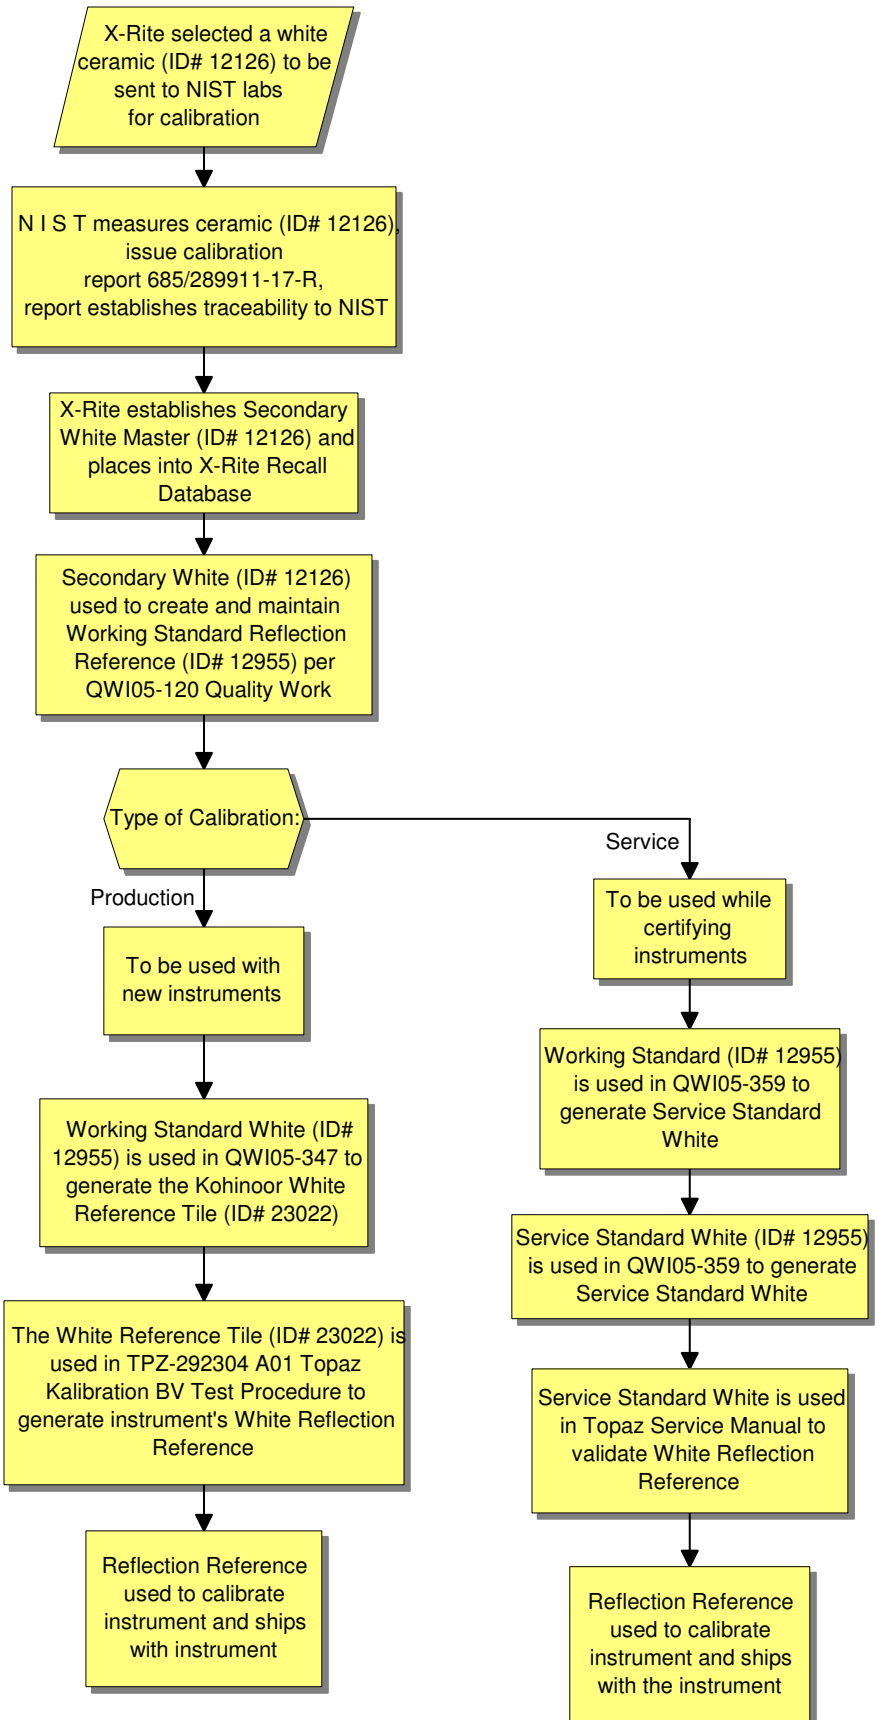 X-Rite selected a white
ceramic (ID# 12126) to be
sent to NIST labs
for calibration
N I S T measures ceramic (ID# 12126),
issue calibration
report 685/289911-17-R,
report establishes traceability to NIST
X-Rite establishes Secondary
White Master (ID# 12126) and
places into X-Rite Recall
Database
Secondary White (ID# 12126)
used to create and maintain
Working Standard Reflection
Reference (ID# 12955) per
QWI05-120 Quality Work
Type of Calibration:
Production
To be used with
new instruments
Working Standard White (ID#
12955) is used in QWI05-347 to
generate the Kohinoor White
Reference Tile (ID# 23022)
The White Reference Tile (ID# 23022) is
used in TPZ-292304 A01 Topaz
Kalibration BV Test Procedure to
generate instrument's White Reflection
Reference
Reflection Reference
used to calibrate
instrument and ships
with instrument
Service
To be used while
certifying
instruments
Working Standard (ID# 12955)
is used in QWI05-359 to
generate Service Standard
White
Service Standard White (ID# 12955)
is used in QWI05-359 to generate
Service Standard White
Service Standard White is used
in Topaz Service Manual to
validate White Reflection
Reference
Reflection Reference
used to calibrate
instrument and ships
with the instrument